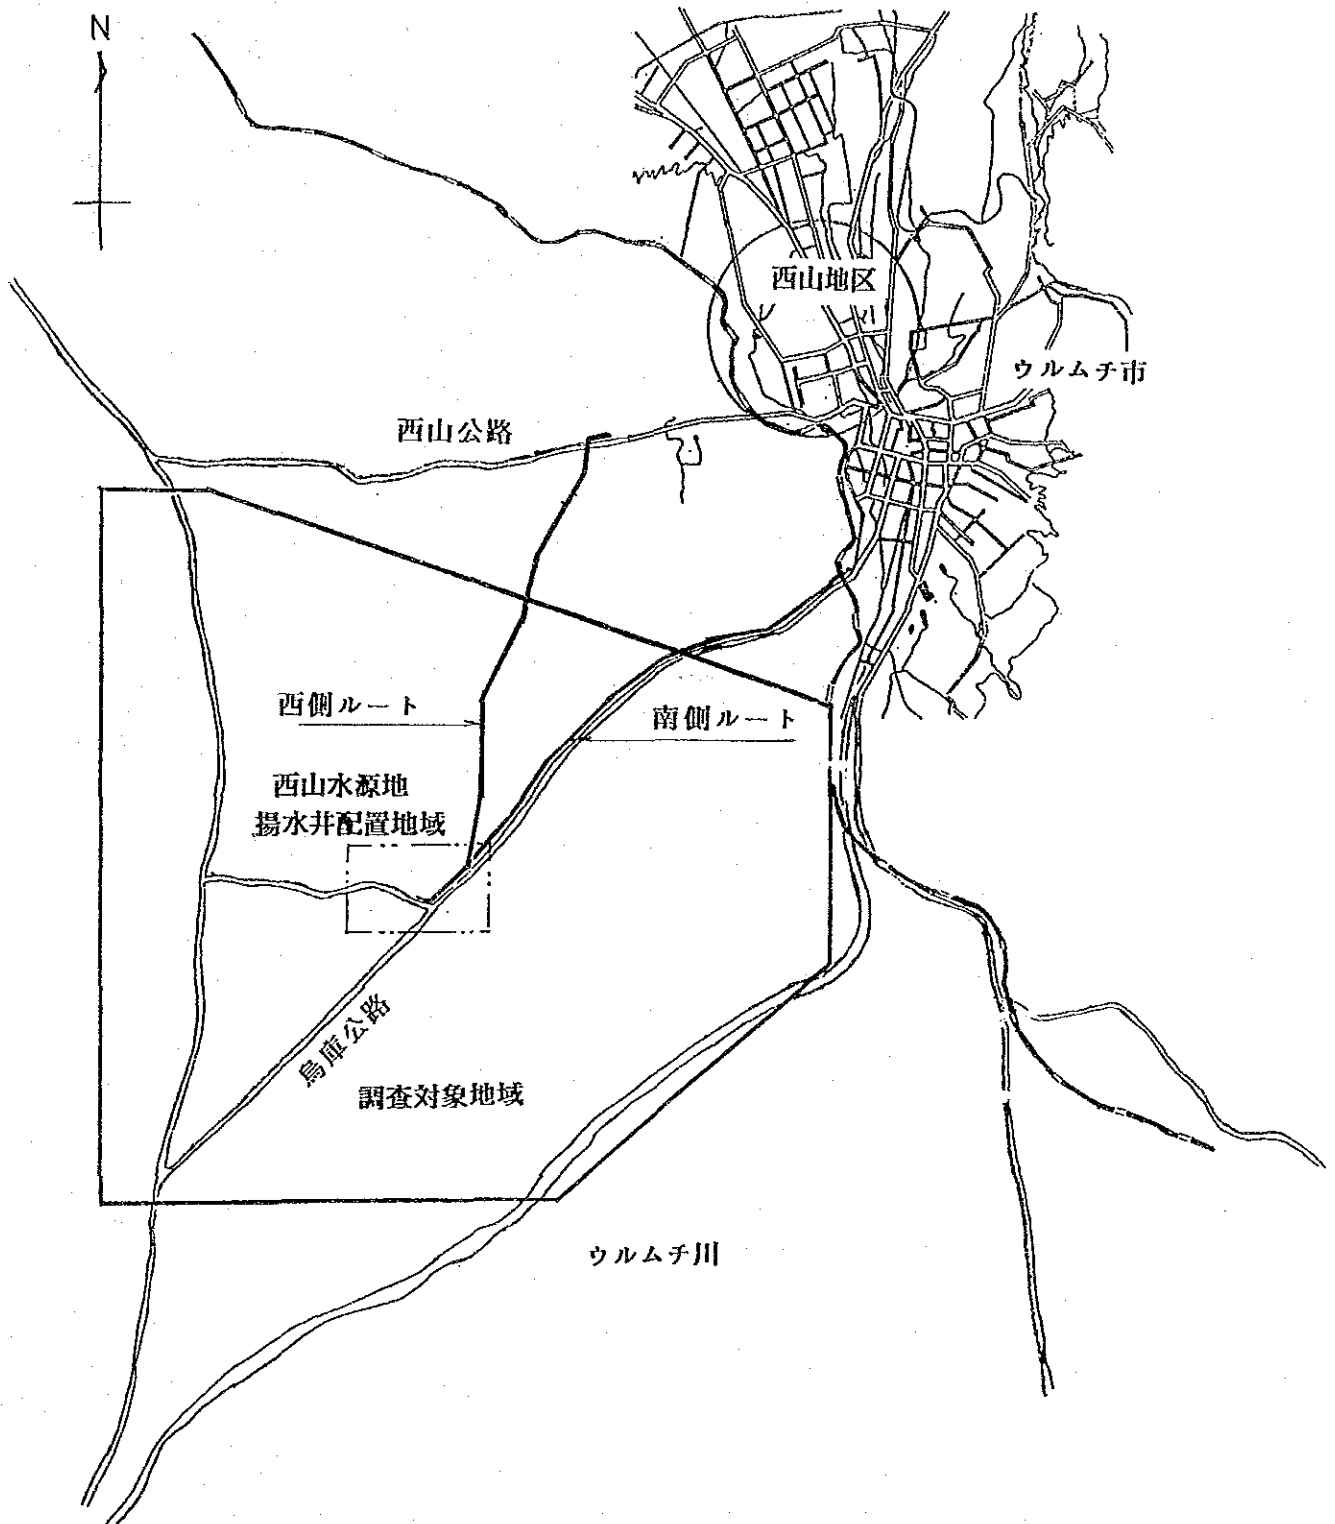 N
西山地区
ウルムチ市
西山公路
西側ルート
南側ルート
西山水源地
揚水井配置地域
烏庫公路
調査対象地域
ウルムチ川